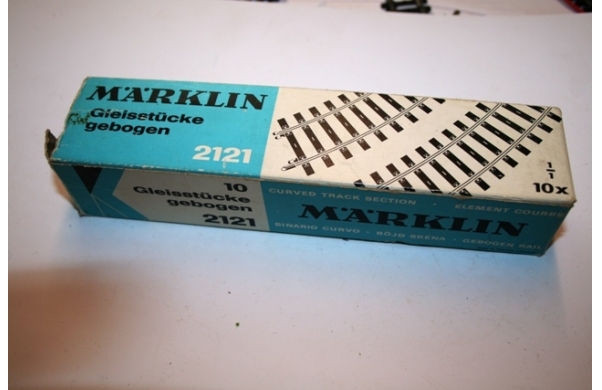 MÄRKLIN
Gleisstücke
gebogen
2121
1/1
10x
10
Gleisstücke
gebogen
2121
CURVED TRACK SECTION · ELEMENT COURBE
MÄRKLIN
BINARIO CURVO · BÖJD SKENA · GEBOGEN RAIL